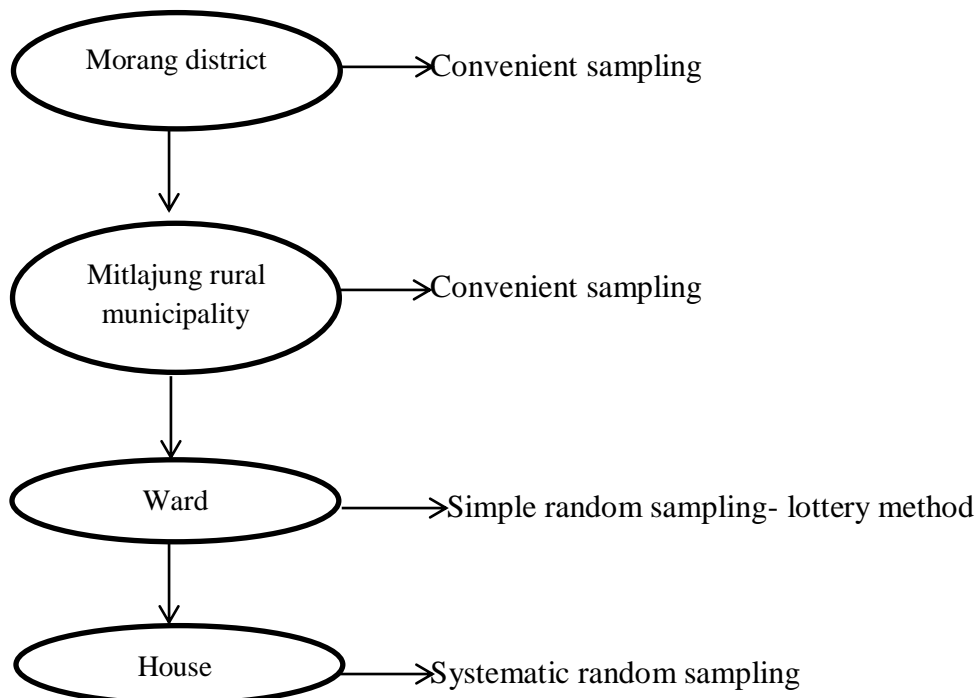 Morang district
Convenient sampling
Mitlajung rural
municipality
Convenient sampling
Ward
Simple random sampling- lottery method
House
Systematic random sampling